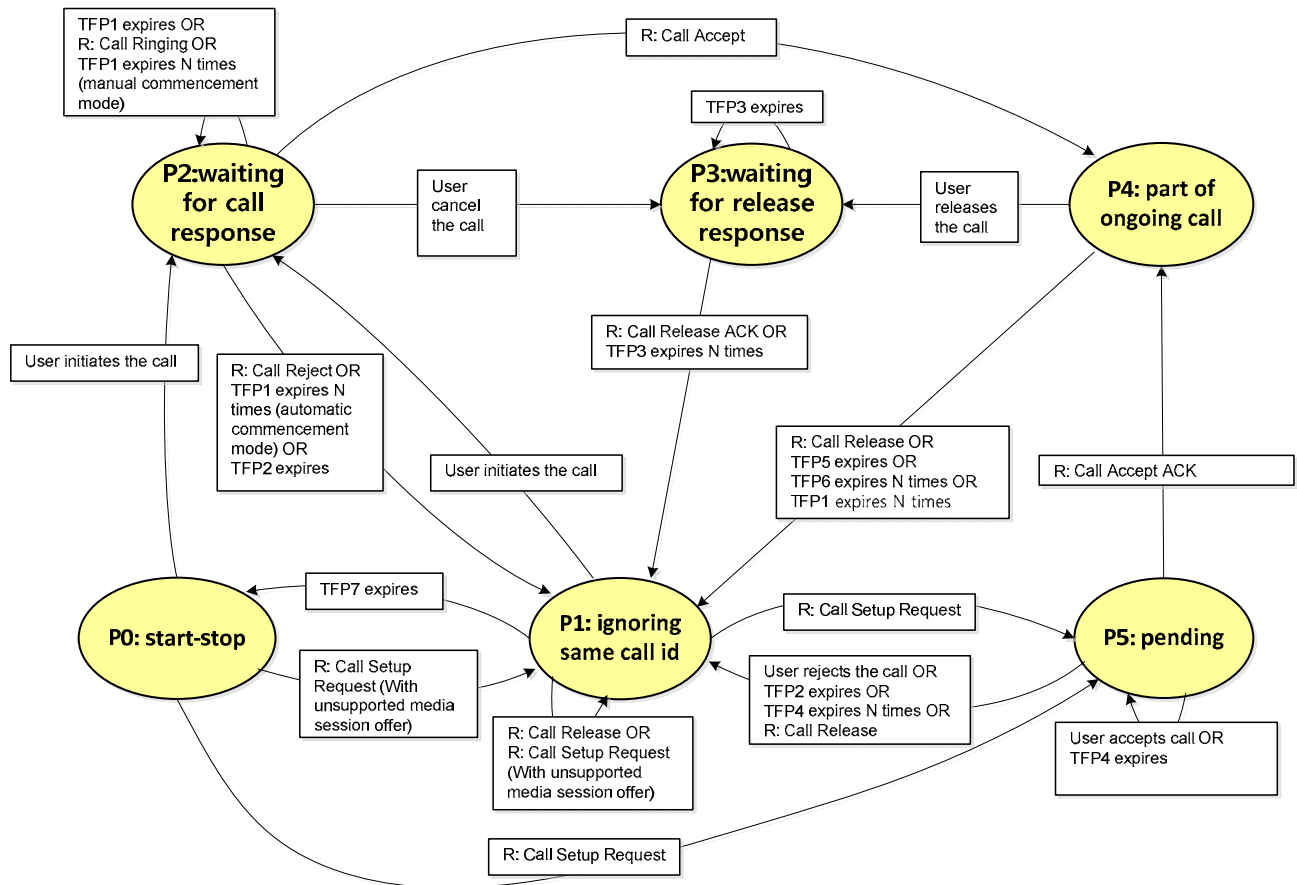 TFP1 expires OR
R: Call Ringing OR
TFP1 expires N times
(manual commencement
mode)
R: Call Accept
TFP3 expires
P2:waiting
for call
response
User
cancel
the call
P3:waiting
for release
response
User
releases
the call
P4: part of
ongoing call
User initiates the call
R: Call Reject OR
TFP1 expires N
times (automatic
commencement
mode) OR
TFP2 expires
R: Call Release ACK OR
TFP3 expires N times
User initiates the call
R: Call Release OR
TFP5 expires OR
TFP6 expires N times OR
TFP1 expires N times
R: Call Accept ACK
TFP7 expires
P0: start-stop
P1: ignoring
same call id
R: Call Setup Request
P5: pending
R: Call Setup
Request (With
unsupported media
session offer)
User rejects the call OR
TFP2 expires OR
TFP4 expires N times OR
R: Call Release
R: Call Release OR
R: Call Setup Request
(With unsupported
media session offer)
User accepts call OR
TFP4 expires
R: Call Setup Request